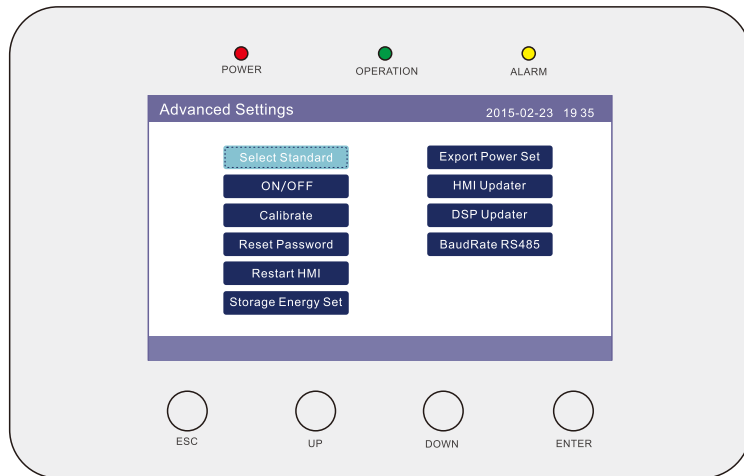 POWER OPERATION ALARM
Advanced Settings 2015-02-23 19 35
Select Standard Export Power Set
ON/OFF HMI Updater
Calibrate DSP Updater
Reset Password BaudRate RS485
Restart HMI
Storage Energy Set
ESC UP DOWN ENTER